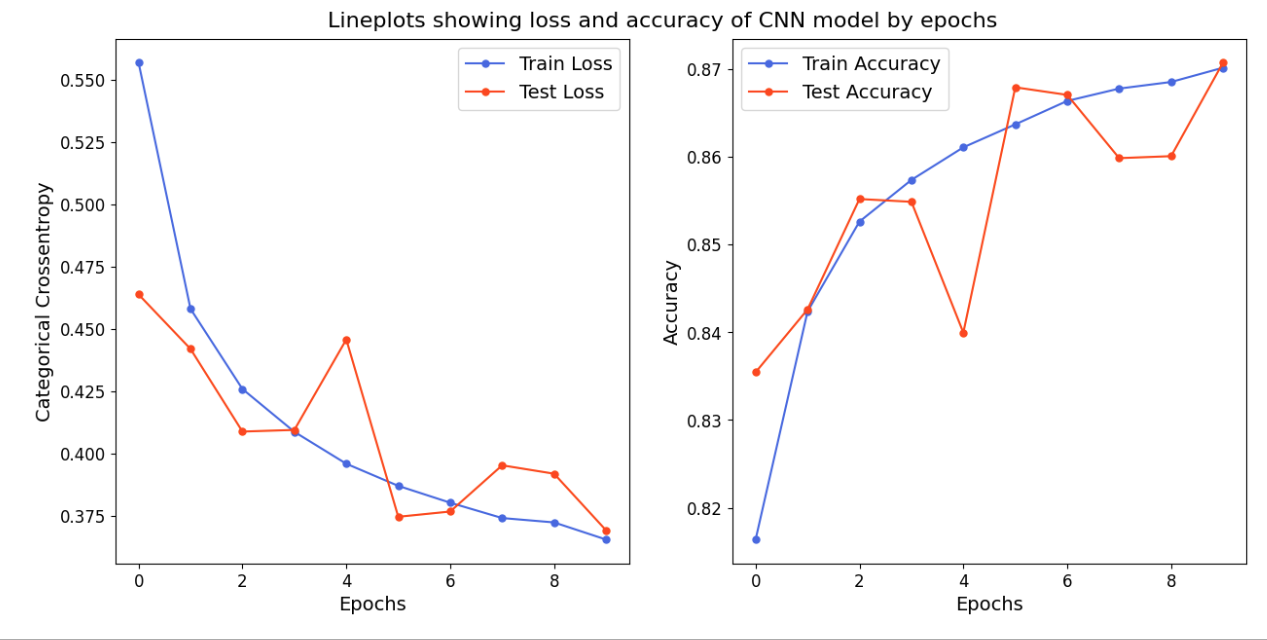 Lineplots showing loss and accuracy of CNN model by epochs
Train Loss
Test Loss
0.550
0.525
0.500
0.475
0.450
0.425
0.400
0.375
Categorical Crossentropy
0 2 4 6 8
Epochs
Train Accuracy
Test Accuracy
0.87
0.86
0.85
0.84
0.83
0.82
Accuracy
0 2 4 6 8
Epochs